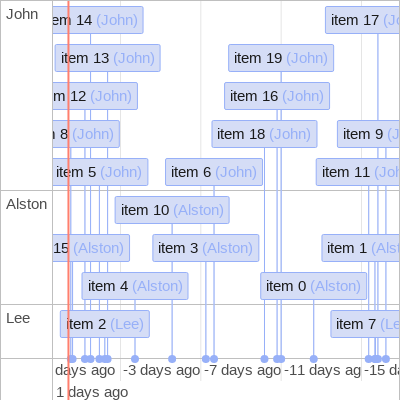 John
item 14 (John)
item 17 (Jo
item 13 (John)
item 19 (John)
12 (John)
item 16 (John)
8 (John)
item 18 (John)
item 9 (J
item 5 (John)
item 6 (John)
item 11 (Joh
Alston
item 10 (Alston)
15 (Alston)
item 3 (Alston)
item 1 (Alst
item 4 (Alston)
item 0 (Alston)
Lee
item 2 (Lee)
item 7 (Le
days ago -3 days ago -7 days ago -11 days ag -15 da
1 days ago